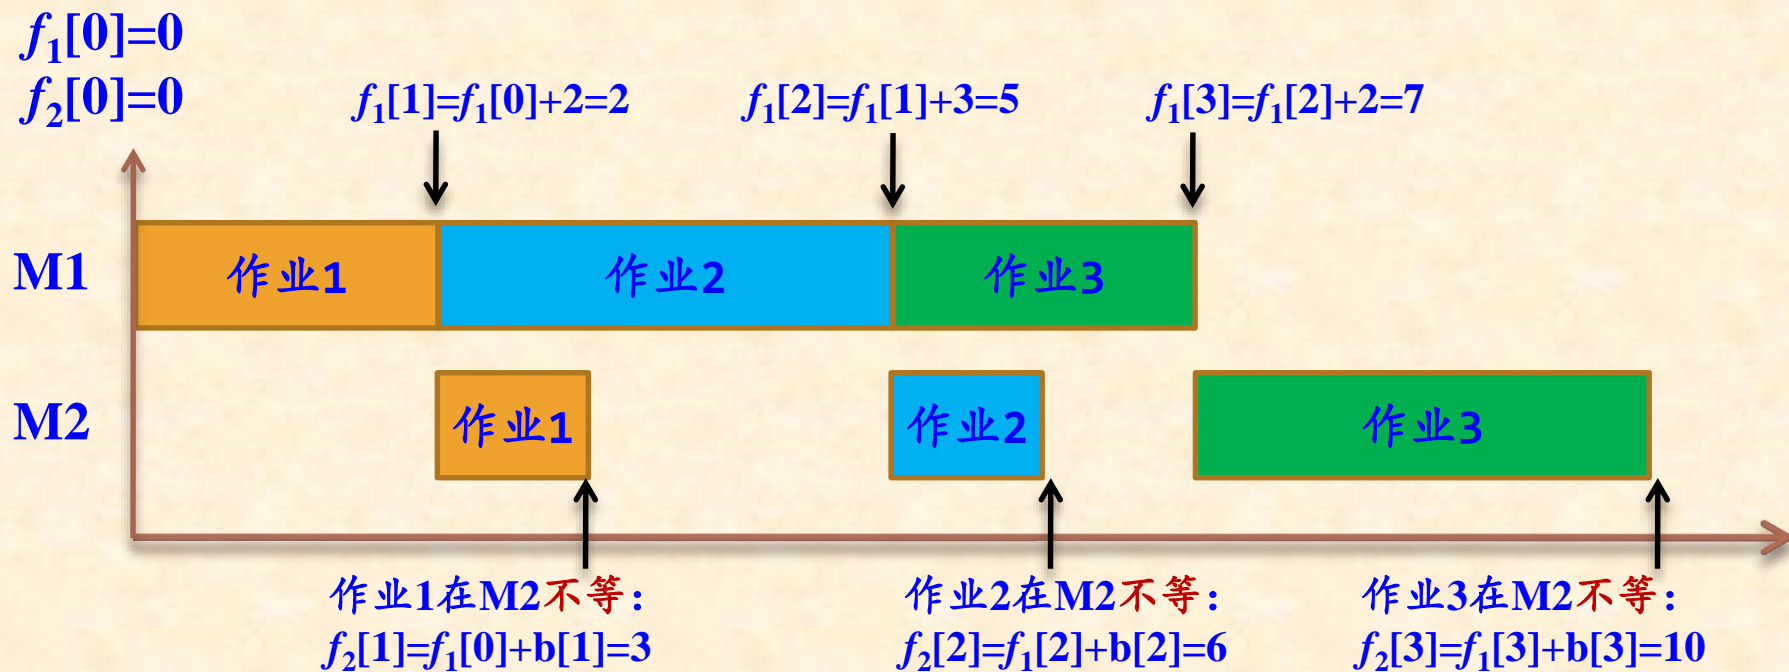 f₁[0]=0
f₂[0]=0
f₁[1]=f₁[0]+2=2
f₁[2]=f₁[1]+3=5
f₁[3]=f₁[2]+2=7
M1
作业1
作业2
作业3
M2
作业1
作业2
作业3
作业1在M2不等：
f₂[1]=f₁[0]+b[1]=3
作业2在M2不等：
f₂[2]=f₁[2]+b[2]=6
作业3在M2不等：
f₂[3]=f₁[3]+b[3]=10